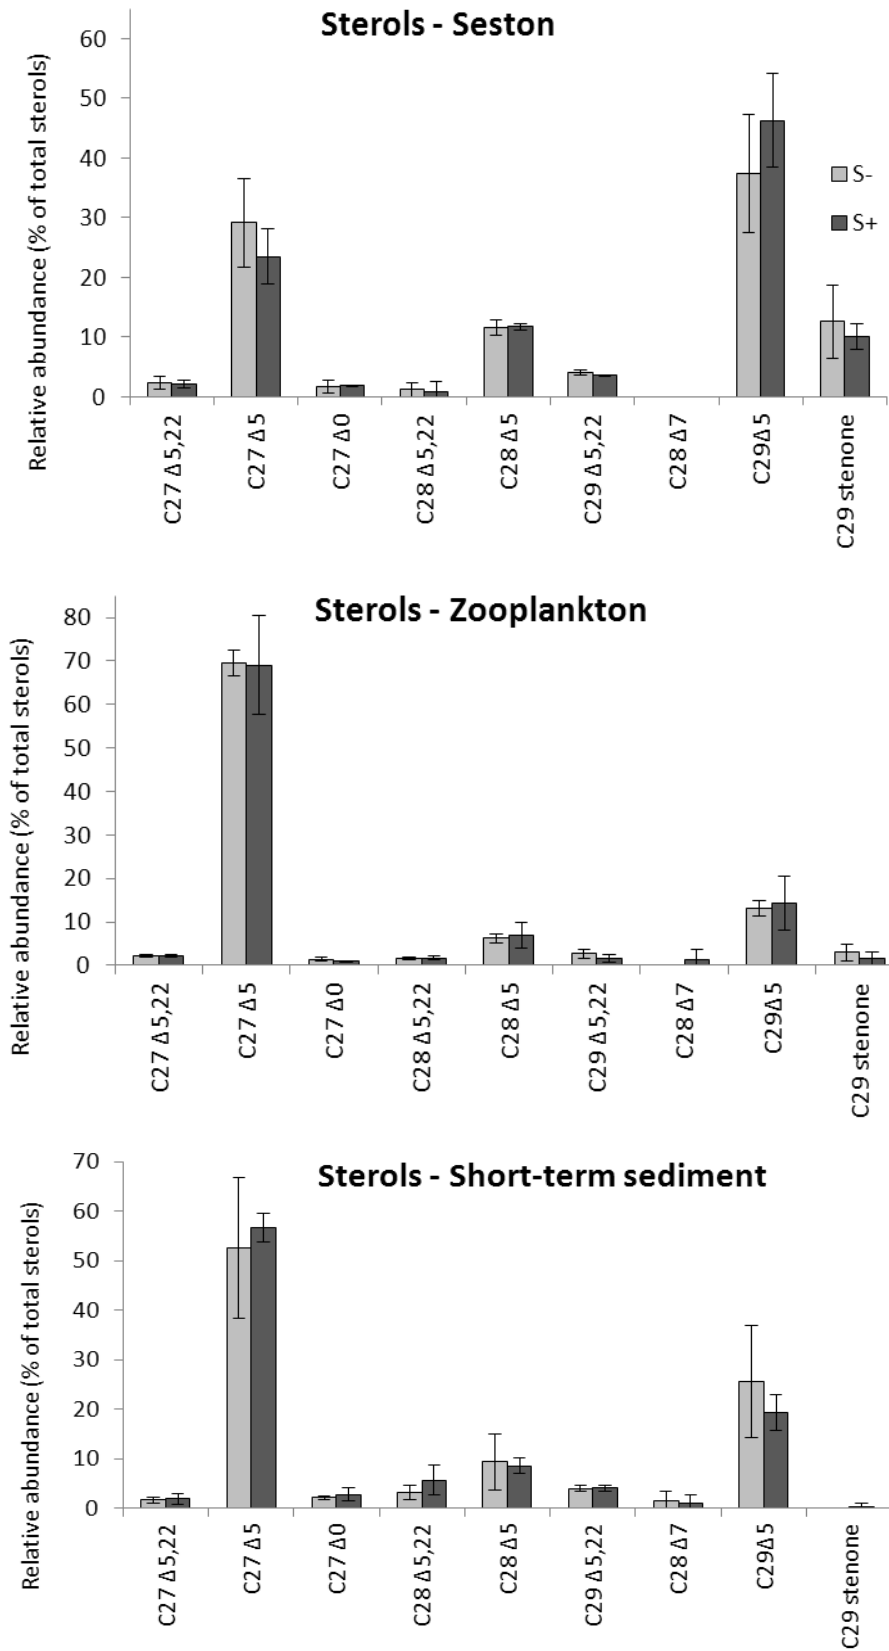 Sterols - Seston
Relative abundance (% of total sterols)
60
50
40
30
20
10
0
S-
S+
C27 Δ5,22
C27 Δ5
C27 Δ0
C28 Δ5,22
C28 Δ5
C29 Δ5,22
C28 Δ7
C29Δ5
C29 stenone
Sterols - Zooplankton
Relative abundance (% of total sterols)
80
70
60
50
40
30
20
10
0
C27 Δ5,22
C27 Δ5
C27 Δ0
C28 Δ5,22
C28 Δ5
C29 Δ5,22
C28 Δ7
C29Δ5
C29 stenone
Sterols - Short-term sediment
Relative abundance (% of total sterols)
70
60
50
40
30
20
10
0
C27 Δ5,22
C27 Δ5
C27 Δ0
C28 Δ5,22
C28 Δ5
C29 Δ5,22
C28 Δ7
C29Δ5
C29 stenone